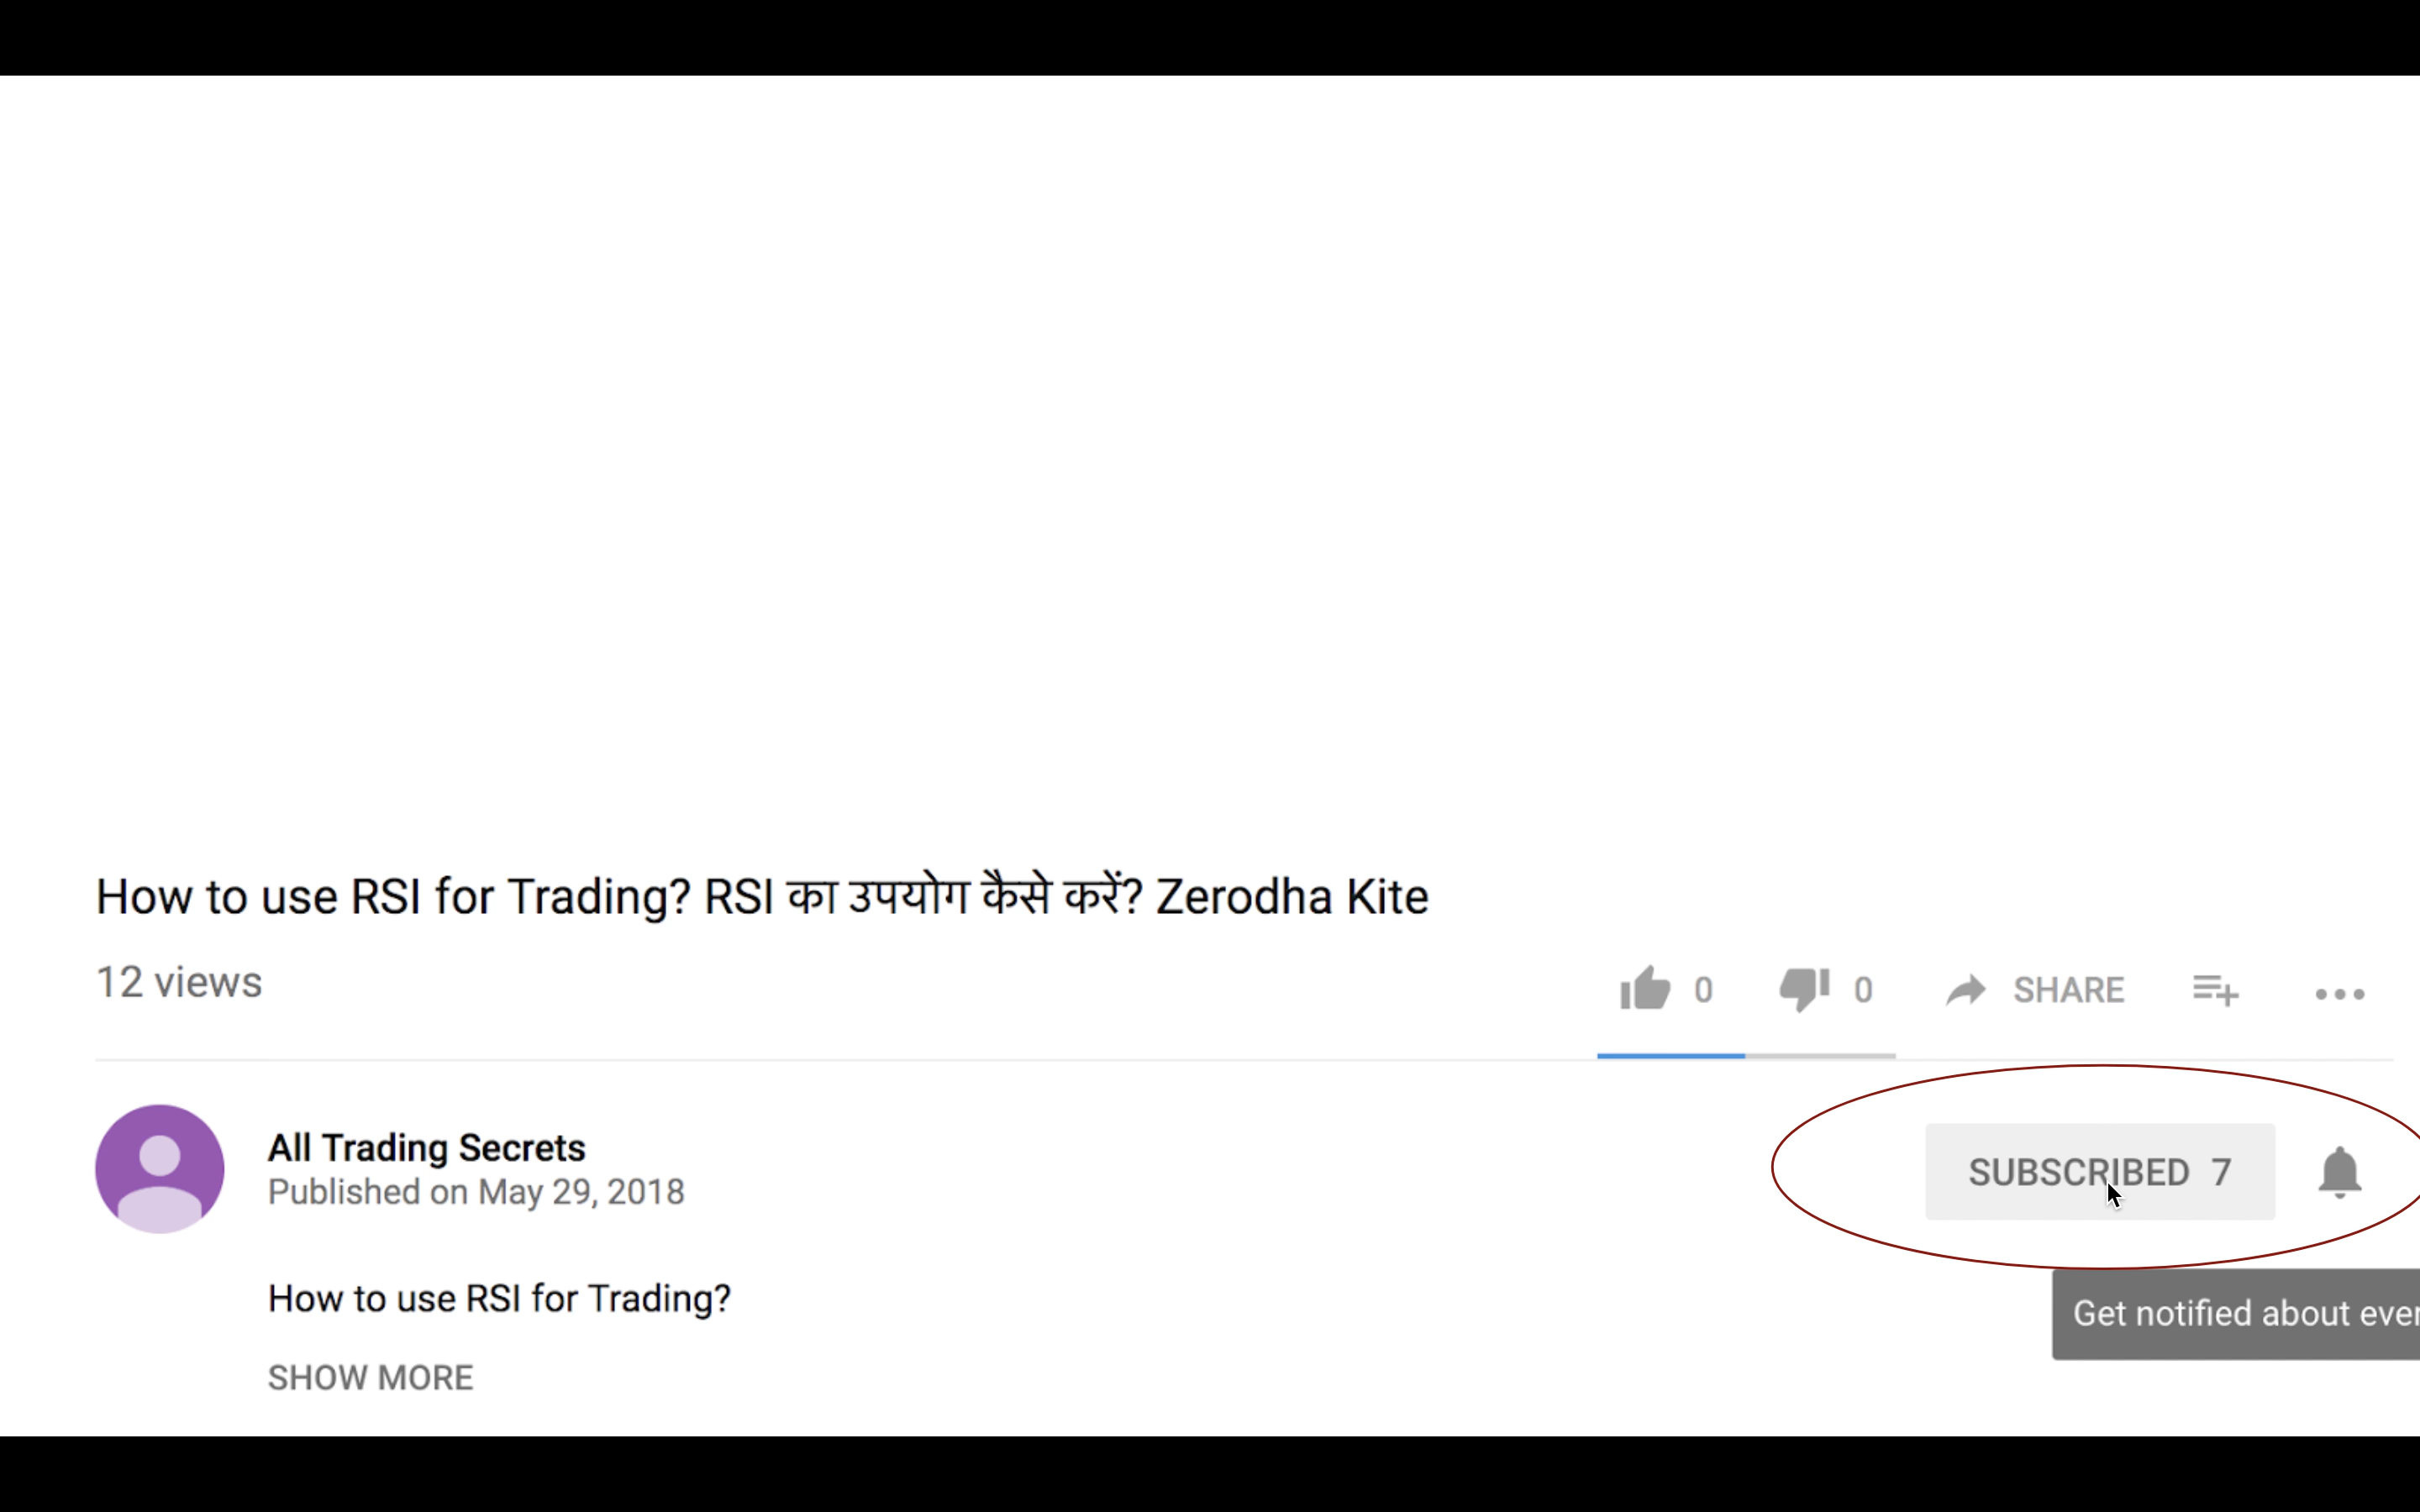 How to use RSI for Trading? RSI का उपयोग कैसे करें? Zerodha Kite
12 views
0 0 SHARE
All Trading Secrets
Published on May 29, 2018
SUBSCRIBED 7
Get notified about
How to use RSI for Trading?
SHOW MORE